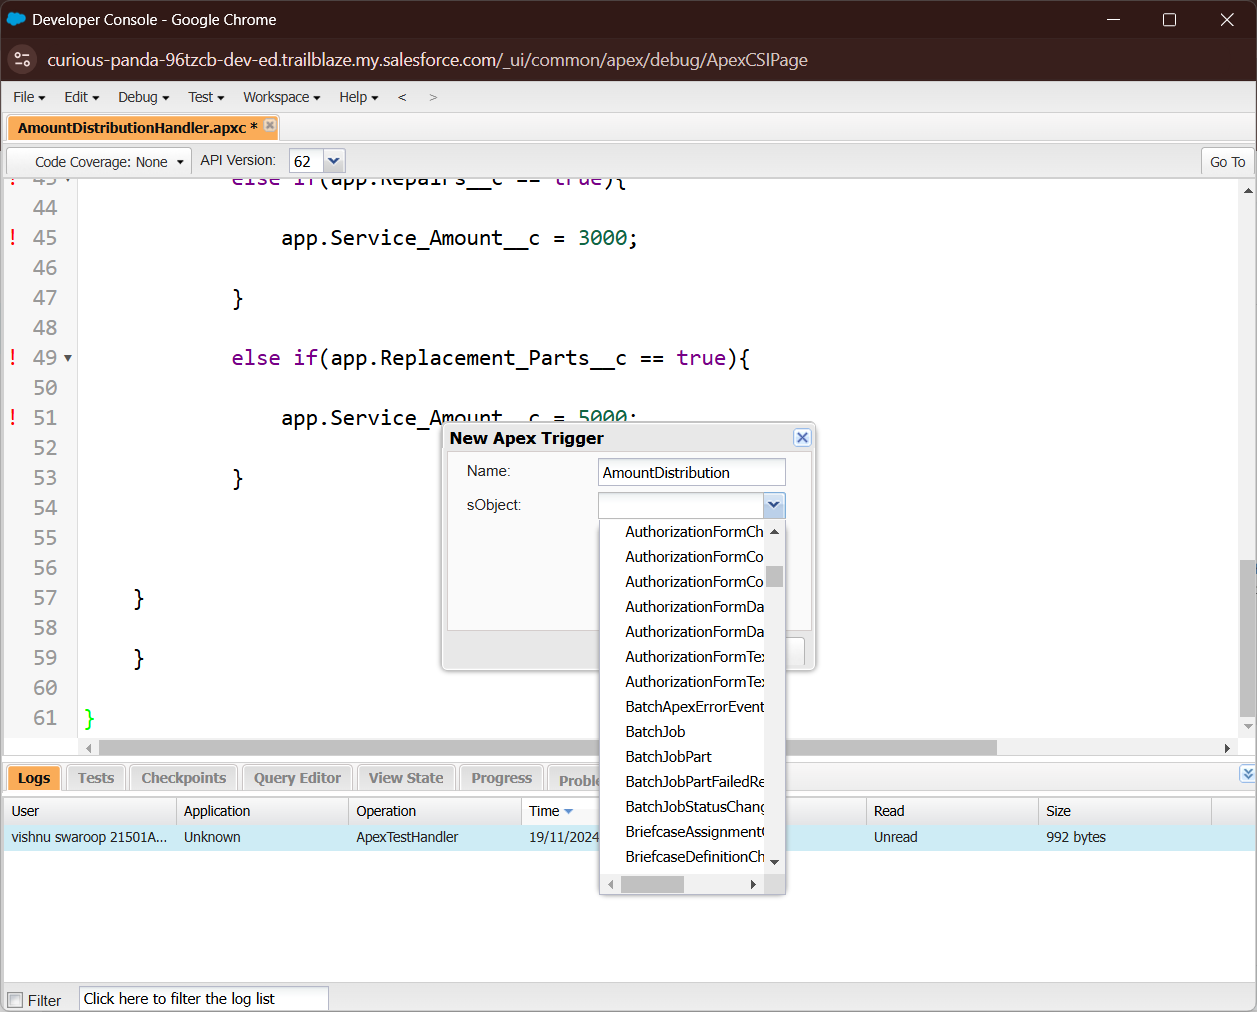 Developer Console - Google Chrome
curious-panda-96tzcb-dev-ed.trailblaze.my.salesforce.com/_ui/common/apex/debug/ApexCSIPage
File Edit Debug Test Workspace Help < >
AmountDistributionHandler.apxc *
Code Coverage: None API Version: 62 Go To
! 43 else if(app.Repairs__c == true){
44
! 45 app.Service_Amount__c = 3000;
46
47 }
48
! 49 else if(app.Replacement_Parts__c == true){
50
! 51 app.Service_Amount__c = 5000;
52
53 }
54
55
56
57 }
58
59 }
60
61 }
New Apex Trigger
Name: AmountDistribution
sObject:
AuthorizationFormCh
AuthorizationFormCo
AuthorizationFormCo
AuthorizationFormDa
AuthorizationFormDa
AuthorizationFormTex
AuthorizationFormTex
BatchApexErrorEvent
BatchJob
BatchJobPart
BatchJobPartFailedRe
BatchJobStatusChang
BriefcaseAssignmentC
BriefcaseDefinitionCh
Logs Tests Checkpoints Query Editor View State Progress Proble
User Application Operation Time Read Size
vishnu swaroop 21501A... Unknown ApexTestHandler 19/11/2024 Unread 992 bytes
Filter Click here to filter the log list